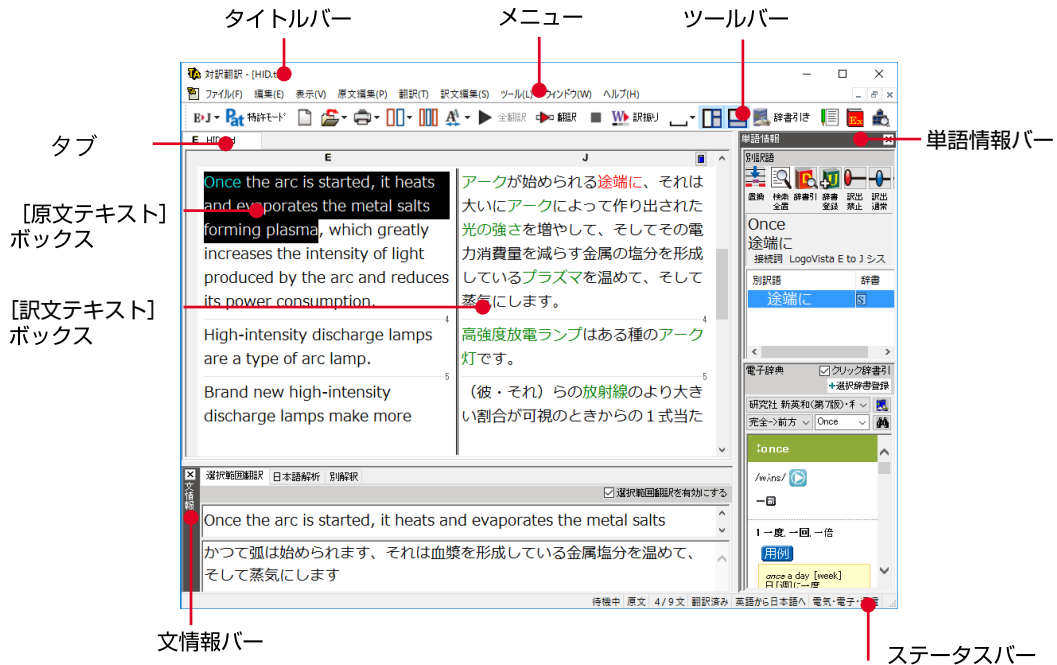 タイトルバー
メニュー
ツールバー
対訳翻訳 - [HID.t
ファイル(F) 編集(E) 表示(V) 原文編集(P) 翻訳(T) 訳文編集(S) ツール(L) ウィンドウ(W) ヘルプ(H)
E›J Pat 特許モード 全翻訳 翻訳 訳振り 辞書引き Ex
タブ
E
単語情報
単語情報バー
E J
別訳語
置換 検索全置 辞書引 辞書登録 訳出禁止 訳出通常
[原文テキスト]
ボックス
Once the arc is started, it heats
and evaporates the metal salts
forming plasma, which greatly
increases the intensity of light
produced by the arc and reduces
its power consumption.
4
High-intensity discharge lamps
are a type of arc lamp.
5
Brand new high-intensity
discharge lamps make more
アークが始められる途端に、それは
大いにアークによって作り出された
光の強さを増やして、そしてその電
力消費量を減らす金属の塩分を形成
しているプラズマを温めて、そして
蒸気にします。
4
高強度放電ランプはある種のアーク
灯です。
5
（彼・それ）らの放射線のより大き
い割合が可視のときからの１式当た
[訳文テキスト]
ボックス
Once
途端に
接続詞 LogoVista E to J シス
別訳語 辞書
途端に
電子辞典 クリック辞書引
+選択辞書登録
研究社 新英和(第7版)・
完全->前方 Once
once
一回
1 一度, 一回, 一倍
用例
once a day [week]
日[週]に一度
文情報
選択範囲翻訳 日本語解析 別解釈
選択範囲翻訳を有効にする
Once the arc is started, it heats and evaporates the metal salts
かつて弧は始められます、それは血漿を形成している金属塩分を温めて、
そして蒸気にします
待機中 原文 4/9文 翻訳済み 英語から日本語へ 電気・電子・
文情報バー
ステータスバー